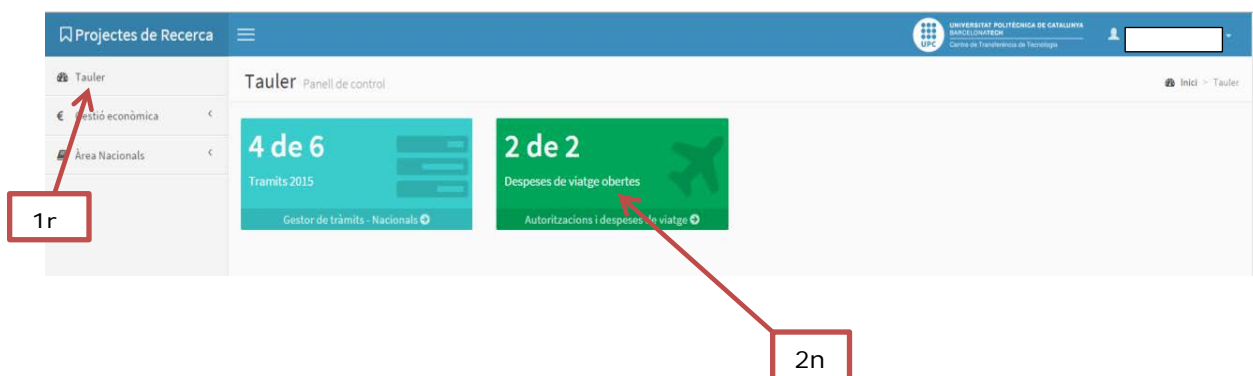 Projectes de Recerca
UNIVERSITAT POLITÈCNICA DE CATALUNYA
BARCELONATECH
Centre de Transferència de Tecnologia
UPC
Tauler
Gestió econòmica
Àrea Nacionals
Tauler Panell de control
Inici > Tauler
4 de 6
Tramits 2015
Gestor de tràmits - Nacionals
2 de 2
Despeses de viatge obertes
Autoritzacions i despeses de viatge
1r
2n